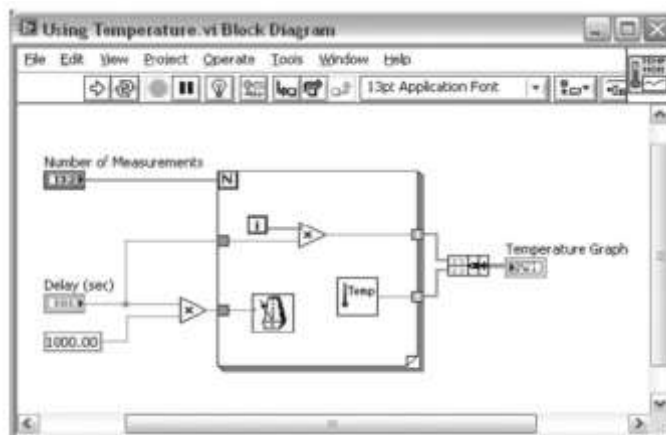 Using Temperature.vi Block Diagram
File Edit View Project Operate Tools Window Help
13pt Application Font
Number of Measurements
N
i
x
Temperature Graph
Delay (sec)
x
Temp
1000.00